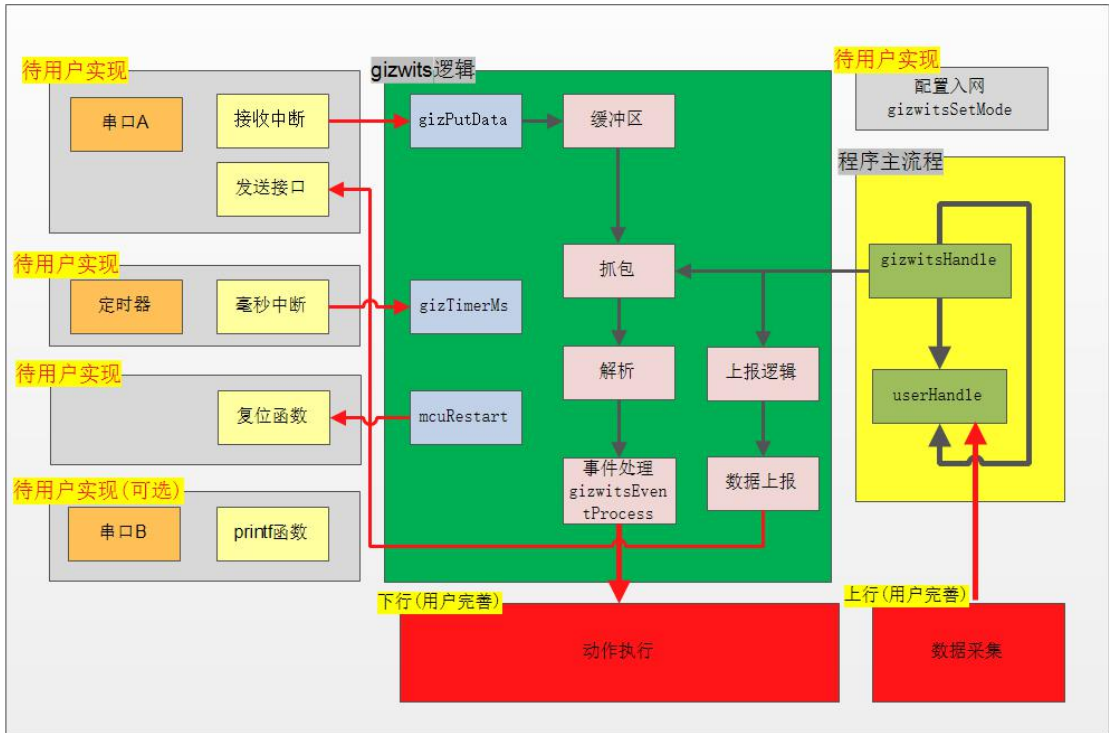 待用户实现
串口A
接收中断
发送接口
gizwits逻辑
gizPutData
缓冲区
待用户实现
配置入网
gizwitsSetMode
程序主流程
gizwitsHandle
userHandle
待用户实现
定时器
毫秒中断
gizTimerMs
抓包
解析
上报逻辑
待用户实现
复位函数
mcuRestart
事件处理
gizwitsEven
tProcess
数据上报
待用户实现(可选)
串口B
printf函数
下行(用户完善)
动作执行
上行(用户完善)
数据采集